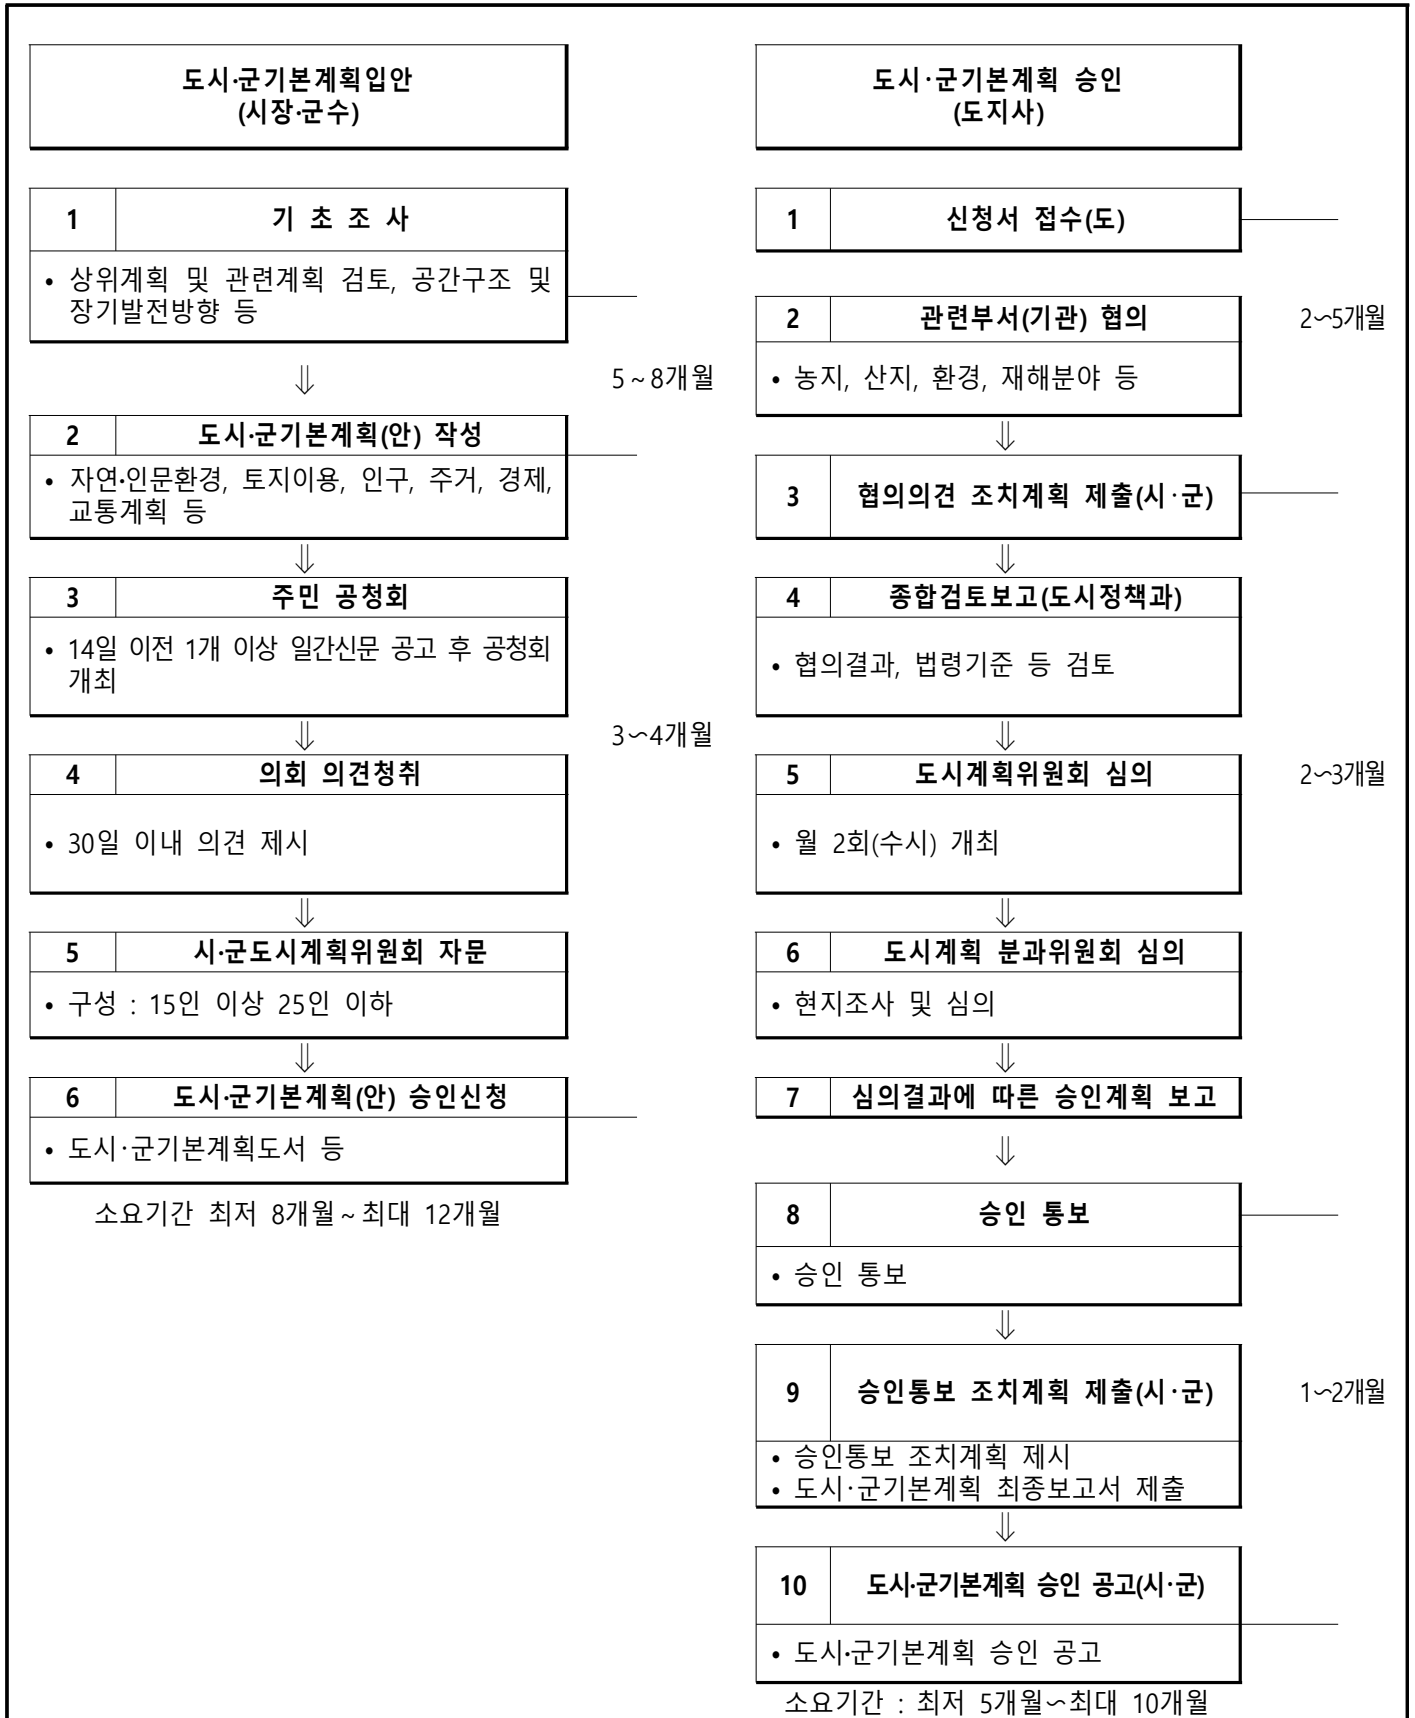 도시·군기본계획입안
(시장·군수)
1 기 초 조 사
• 상위계획 및 관련계획 검토, 공간구조 및
장기발전방향 등
⇓
5~8개월
2 도시·군기본계획(안) 작성
• 자연·인문환경, 토지이용, 인구, 주거, 경제,
교통계획 등
⇓
3 주민 공청회
• 14일 이전 1개 이상 일간신문 공고 후 공청회
개최
⇓
3∽4개월
4 의회 의견청취
• 30일 이내 의견 제시
⇓
5 시·군도시계획위원회 자문
• 구성 : 15인 이상 25인 이하
⇓
6 도시·군기본계획(안) 승인신청
• 도시·군기본계획도서 등
소요기간 최저 8개월~최대 12개월
도시·군기본계획 승인
(도지사)
1 신청서 접수(도)
2 관련부서(기관) 협의
2∽5개월
• 농지, 산지, 환경, 재해분야 등
⇓
3 협의의견 조치계획 제출(시·군)
⇓
4 종합검토보고(도시정책과)
• 협의결과, 법령기준 등 검토
⇓
5 도시계획위원회 심의
2∽3개월
• 월 2회(수시) 개최
⇓
6 도시계획 분과위원회 심의
• 현지조사 및 심의
⇓
7 심의결과에 따른 승인계획 보고
⇓
8 승인 통보
• 승인 통보
⇓
9 승인통보 조치계획 제출(시·군)
1∽2개월
• 승인통보 조치계획 제시
• 도시·군기본계획 최종보고서 제출
⇓
10 도시·군기본계획 승인 공고(시·군)
• 도시·군기본계획 승인 공고
소요기간 : 최저 5개월∽최대 10개월